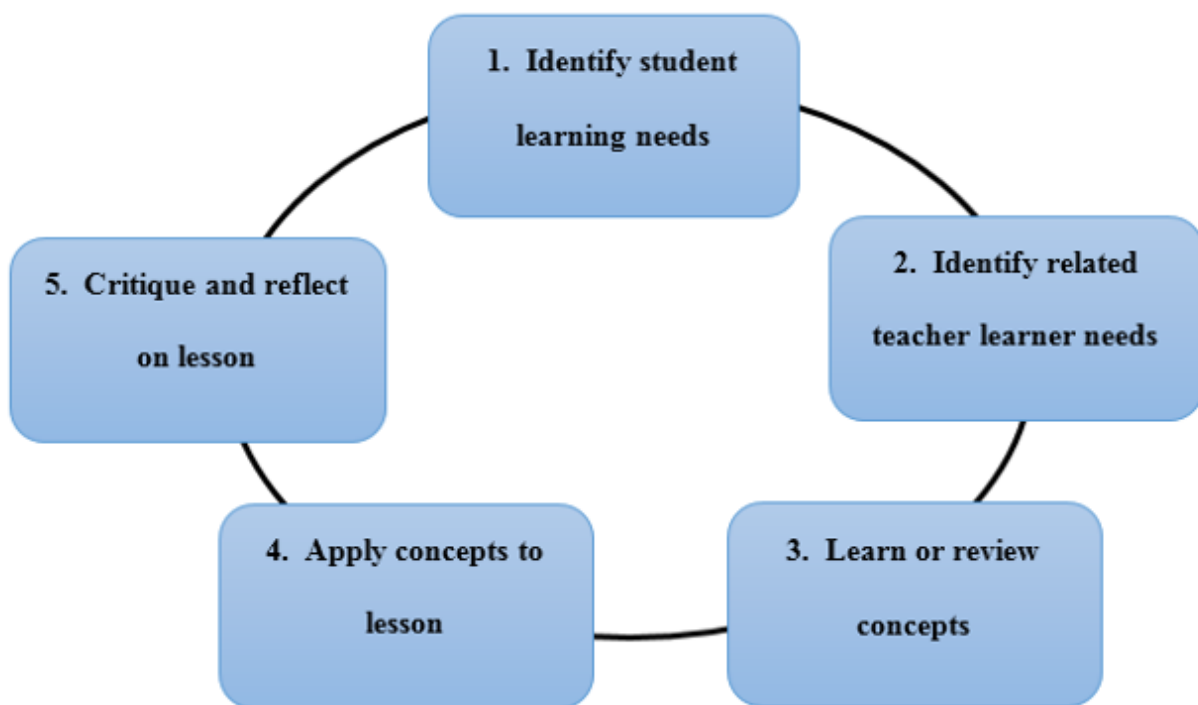 1. Identify student
learning needs
2. Identify related
teacher learner needs
3. Learn or review
concepts
4. Apply concepts to
lesson
5. Critique and reflect
on lesson